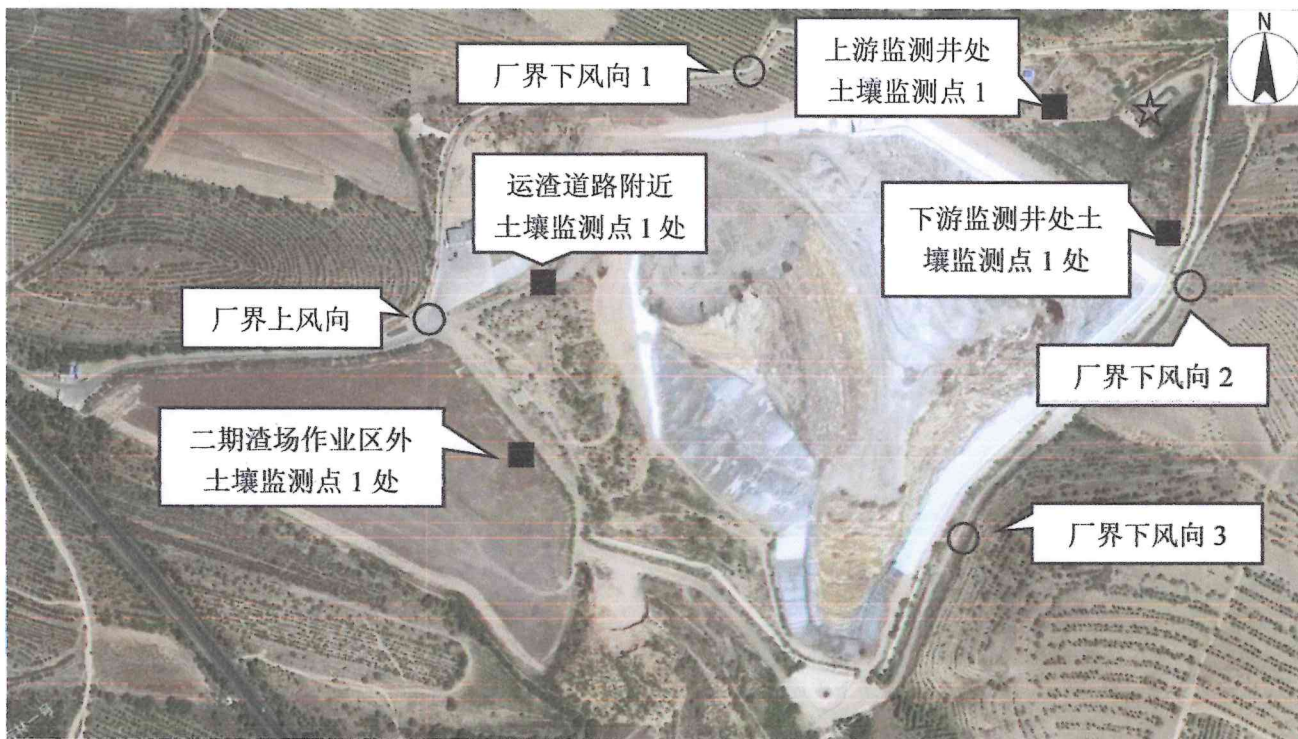 N
厂界下风向 1
上游监测井处
土壤监测点 1
运渣道路附近
土壤监测点 1 处
下游监测井处土
壤监测点 1 处
厂界上风向
厂界下风向 2
二期渣场作业区外
土壤监测点 1 处
厂界下风向 3